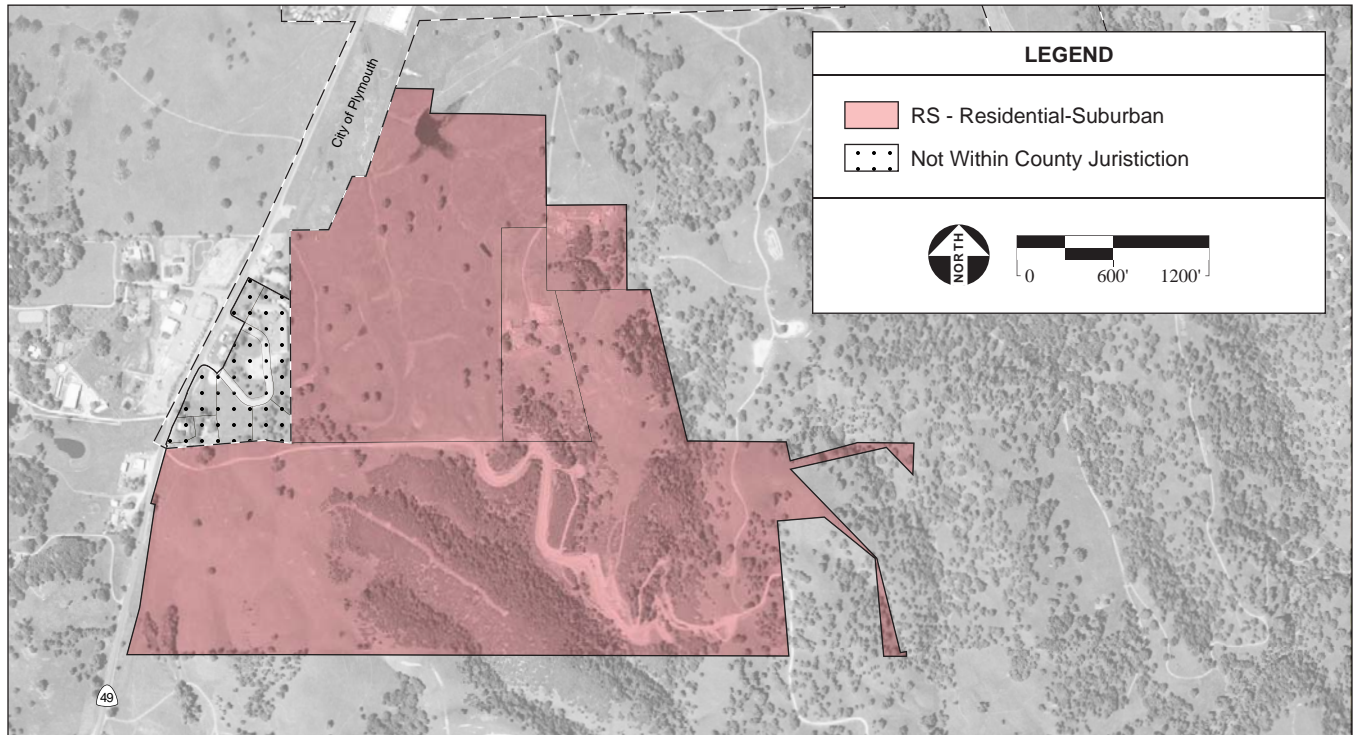 City of Plymouth
LEGEND
RS - Residential-Suburban
Not Within County Juristiction
NORTH
0 600' 1200'
49